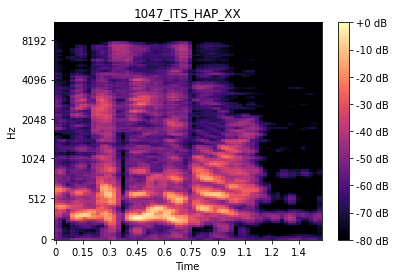 1047_ITS_HAP_XX
8192
4096
2048
1024
512
0
Hz
0 0.15 0.3 0.45 0.6 0.75 0.9 1.1 1.2 1.4
Time
+0 dB
-10 dB
-20 dB
-30 dB
-40 dB
-50 dB
-60 dB
-70 dB
-80 dB